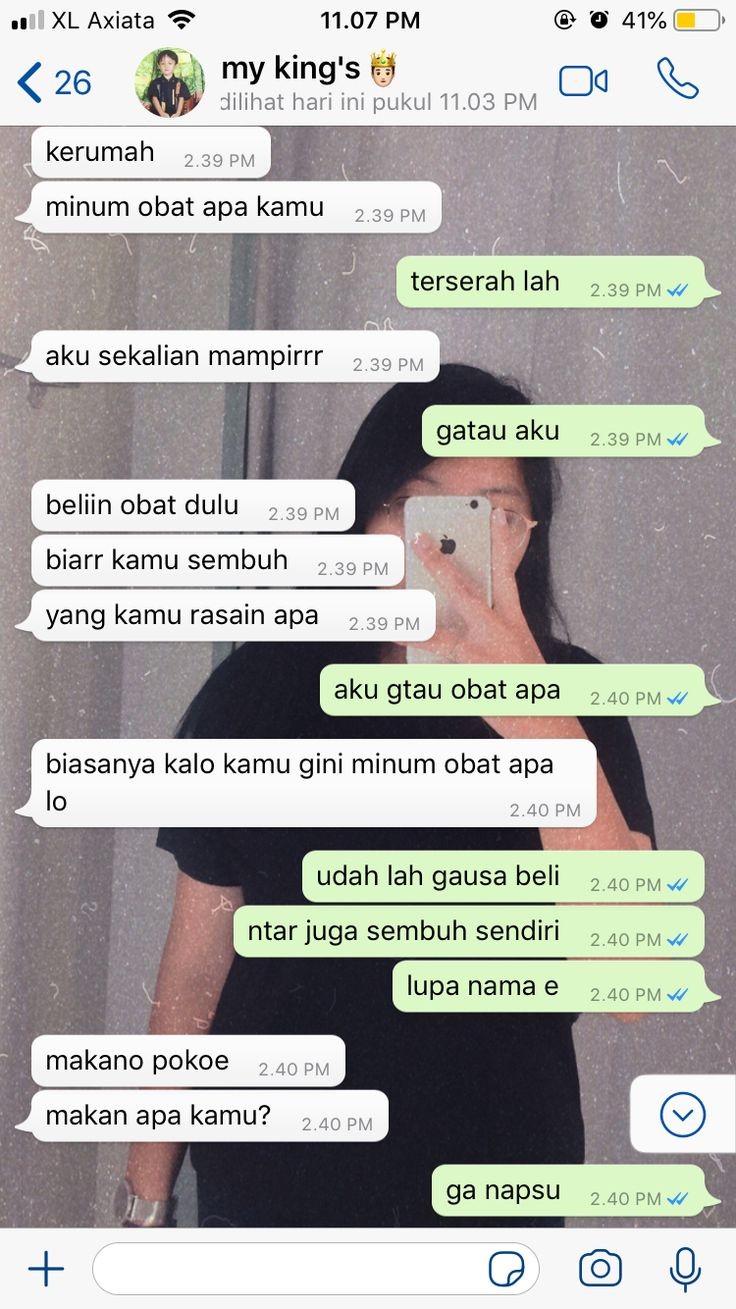 XL Axiata 11.07 PM 41%
26 my king's
dilihat hari ini pukul 11.03 PM
kerumah 2.39 PM
minum obat apa kamu 2.39 PM
terserah lah 2.39 PM
aku sekalian mampirrr 2.39 PM
gatau aku 2.39 PM
beliin obat dulu 2.39 PM
biarr kamu sembuh 2.39 PM
yang kamu rasain apa 2.39 PM
aku gtau obat apa 2.40 PM
biasanya kalo kamu gini minum obat apa
lo 2.40 PM
udah lah gausa beli 2.40 PM
ntar juga sembuh sendiri 2.40 PM
lupa nama e 2.40 PM
makano pokoe 2.40 PM
makan apa kamu? 2.40 PM
ga napsu 2.40 PM